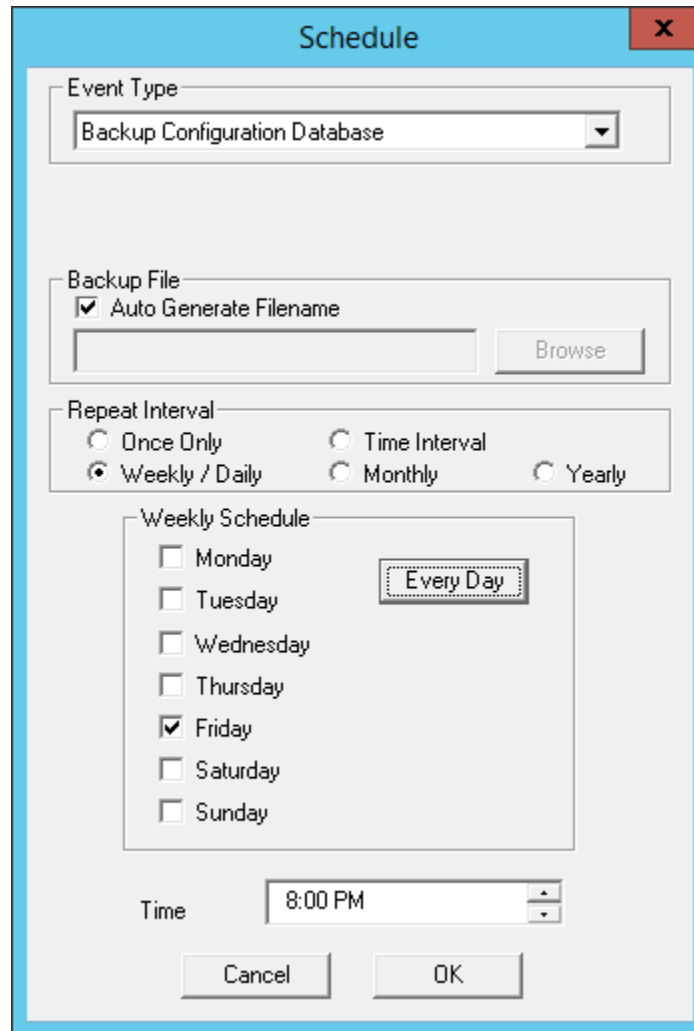 Schedule
x
Event Type
Backup Configuration Database
Backup File
Auto Generate Filename
Browse
Repeat Interval
Once Only Time Interval
Weekly / Daily Monthly Yearly
Weekly Schedule
Monday
Every Day
Tuesday
Wednesday
Thursday
Friday
Saturday
Sunday
Time 8:00 PM
Cancel OK